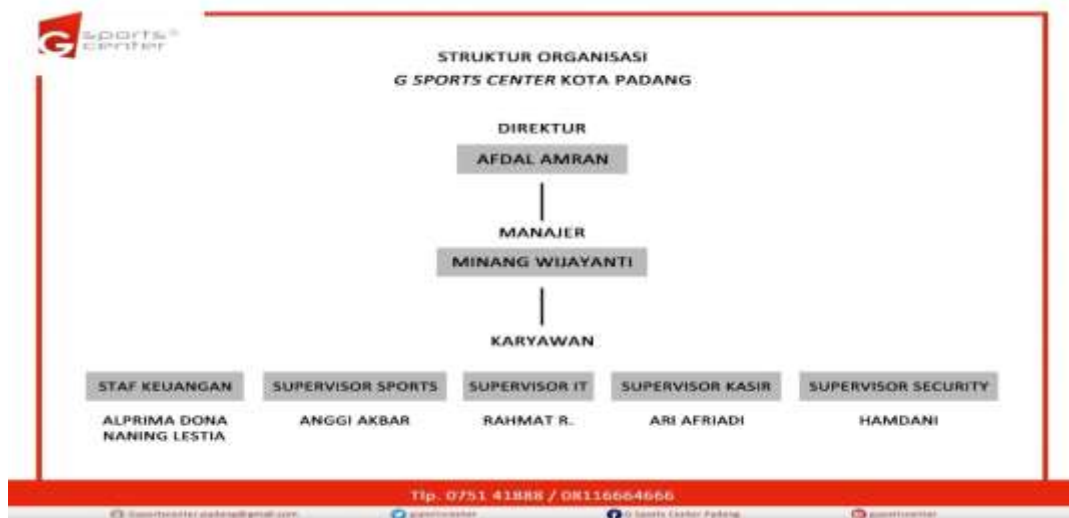 G sports®
center
STRUKTUR ORGANISASI
G SPORTS CENTER KOTA PADANG
DIREKTUR
AFDAL AMRAN
MANAJER
MINANG WIJAYANTI
KARYAWAN
STAF KEUANGAN SUPERVISOR SPORTS SUPERVISOR IT SUPERVISOR KASIR SUPERVISOR SECURITY
ALPRIMA DONA ANGGI AKBAR RAHMAT R. ARI AFRIADI HAMDANI
NANING LESTIA
Tlp. 0751 41888 / 08116664666
G Sports Center Padang